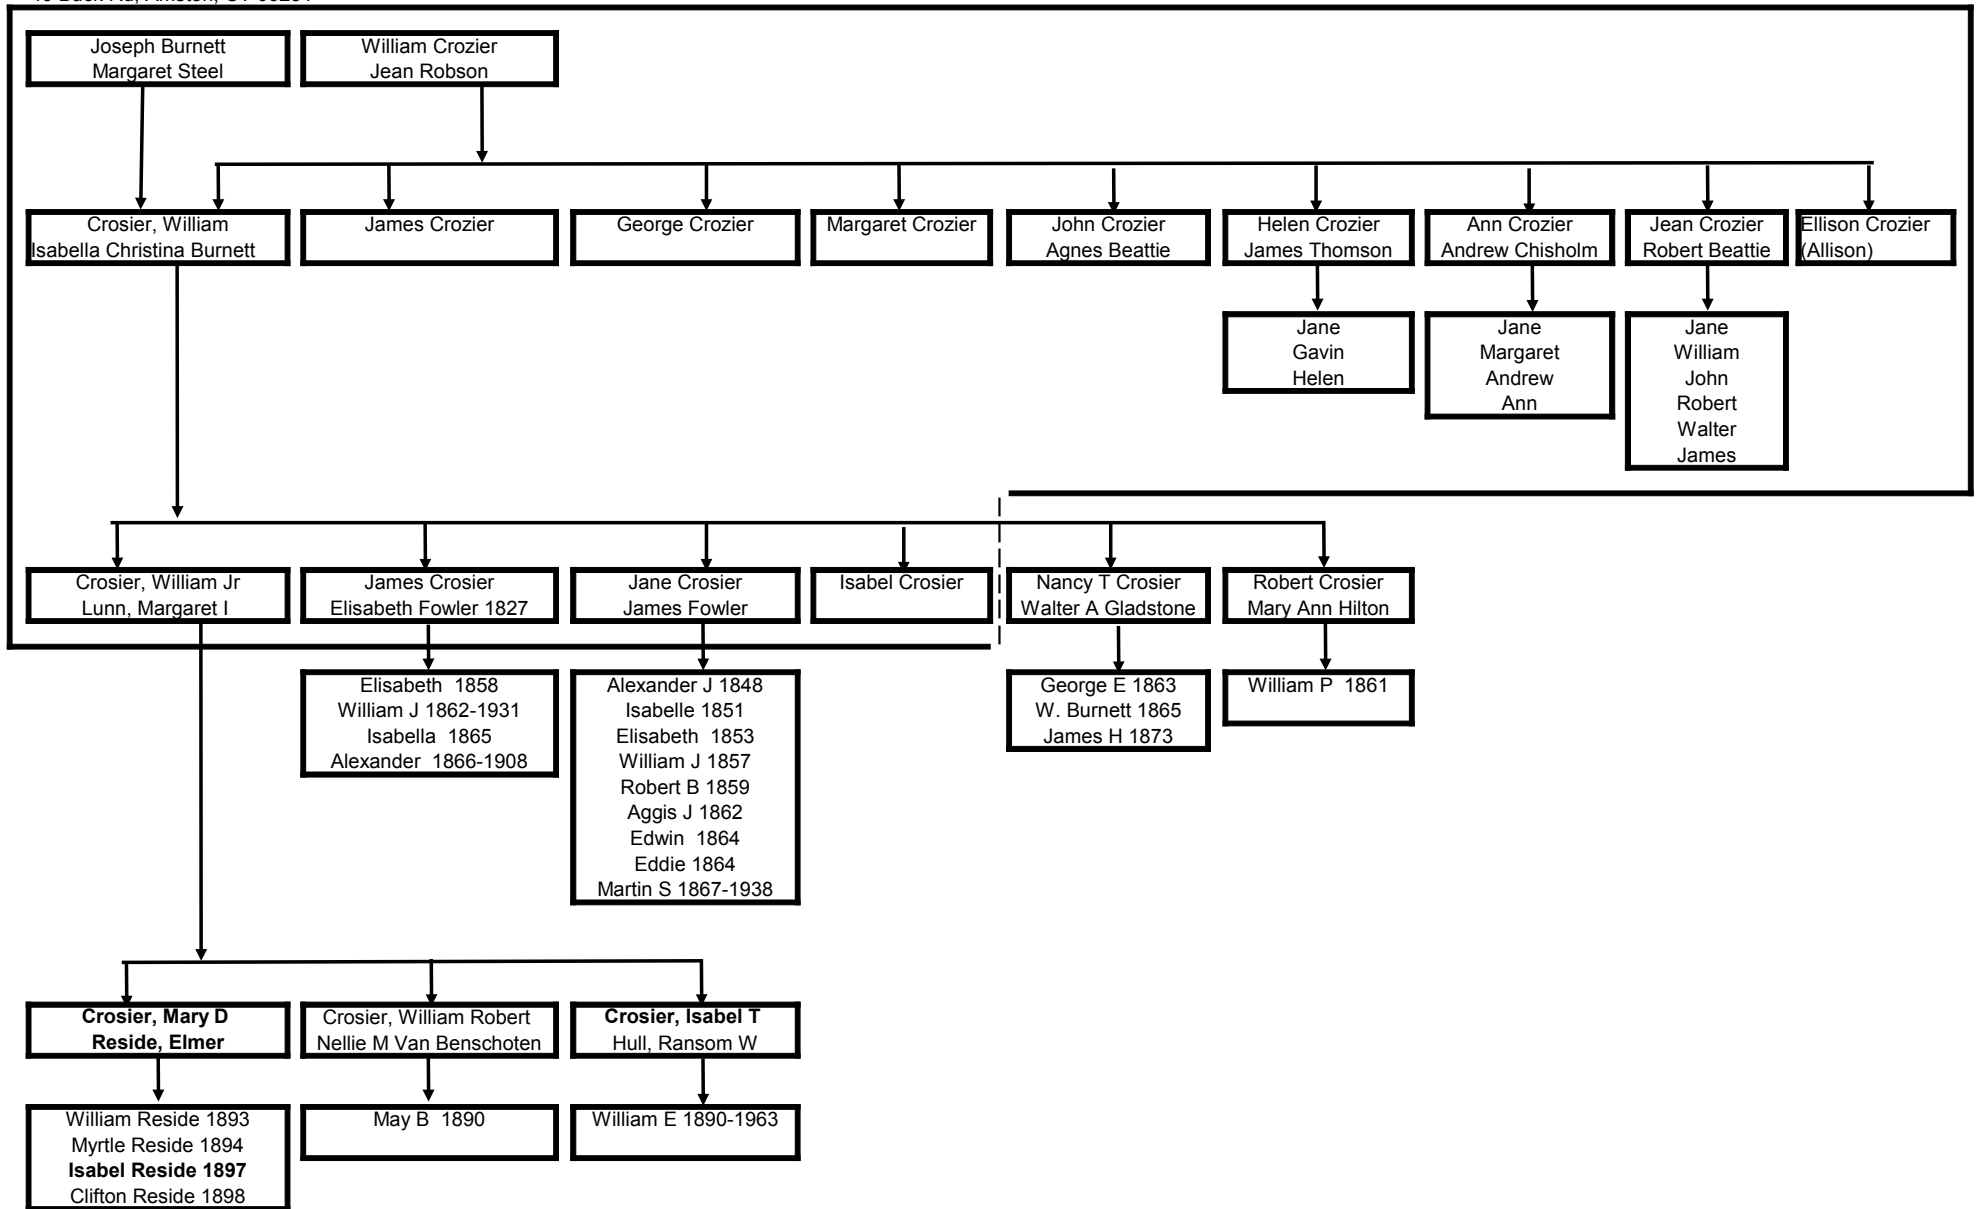 Joseph Burnett
Margaret Steel
William Crozier
Jean Robson
Crosier, William
Isabella Christina Burnett
James Crozier
George Crozier
Margaret Crozier
John Crozier
Agnes Beattie
Helen Crozier
James Thomson
Ann Crozier
Andrew Chisholm
Jean Crozier
Robert Beattie
Ellison Crozier
(Allison)
Jane
Gavin
Helen
Jane
Margaret
Andrew
Ann
Jane
William
John
Robert
Walter
James
Crosier, William Jr
Lunn, Margaret I
James Crosier
Elisabeth Fowler 1827
Jane Crosier
James Fowler
Isabel Crosier
Nancy T Crosier
Walter A Gladstone
Robert Crosier
Mary Ann Hilton
Elisabeth 1858
William J 1862-1931
Isabella 1865
Alexander 1866-1908
Alexander J 1848
Isabelle 1851
Elisabeth 1853
William J 1857
Robert B 1859
Aggis J 1862
Edwin 1864
Eddie 1864
Martin S 1867-1938
George E 1863
W. Burnett 1865
James H 1873
William P 1861
Crosier, Mary D
Reside, Elmer
Crosier, William Robert
Nellie M Van Benschoten
Crosier, Isabel T
Hull, Ransom W
William Reside 1893
Myrtle Reside 1894
Isabel Reside 1897
Clifton Reside 1898
May B 1890
William E 1890-1963